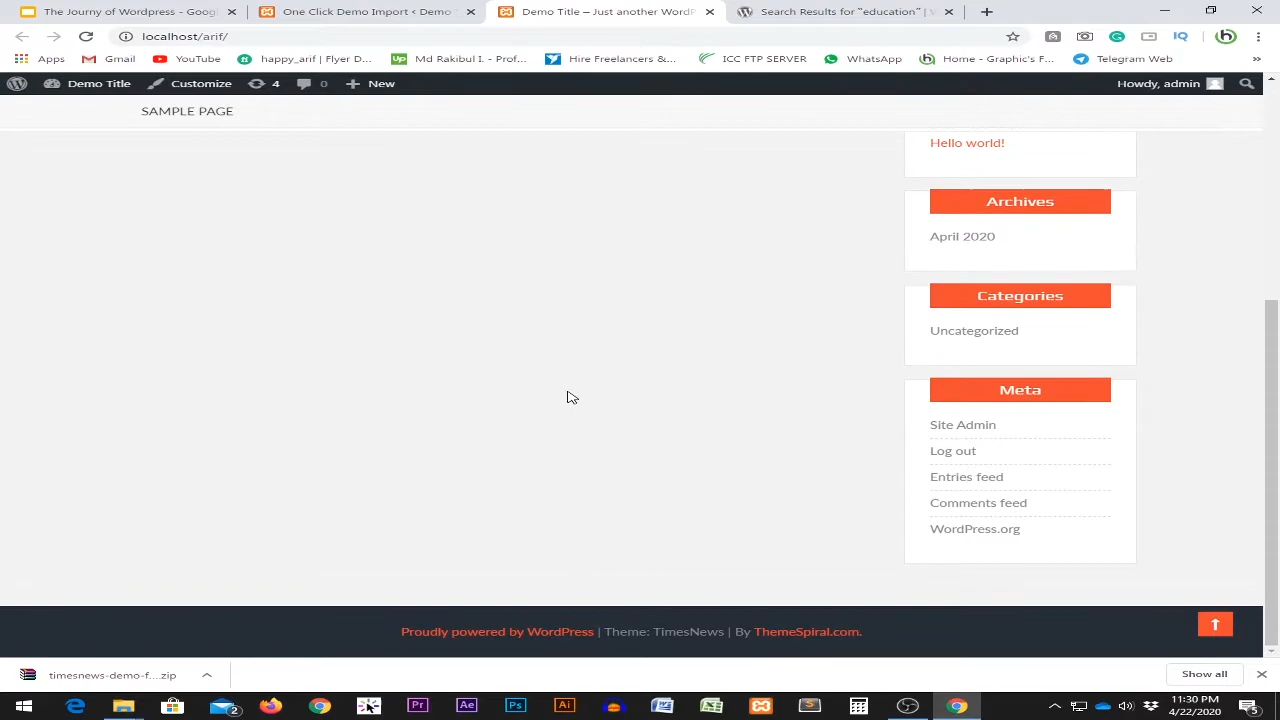 The Journy of Wordpress - Googl
One Click Demo Import < Demo
Demo Title – Just another WordP
Search Results for "education" |
localhost/arif/
Apps
Gmail
YouTube
happy_arif | Flyer D...
Md Rakibul I. - Prof...
Hire Freelancers &...
ICC FTP SERVER
WhatsApp
Home - Graphic's F...
Telegram Web
»
Demo Title
Customize
4
0
New
Howdy, admin
SAMPLE PAGE
Hello world!
Archives
April 2020
Categories
Uncategorized
Meta
Site Admin
Log out
Entries feed
Comments feed
WordPress.org
Proudly powered by WordPress | Theme: TimesNews | By ThemeSpiral.com.
timesnews-demo-f....zip
Show all
11:30 PM
4/22/2020